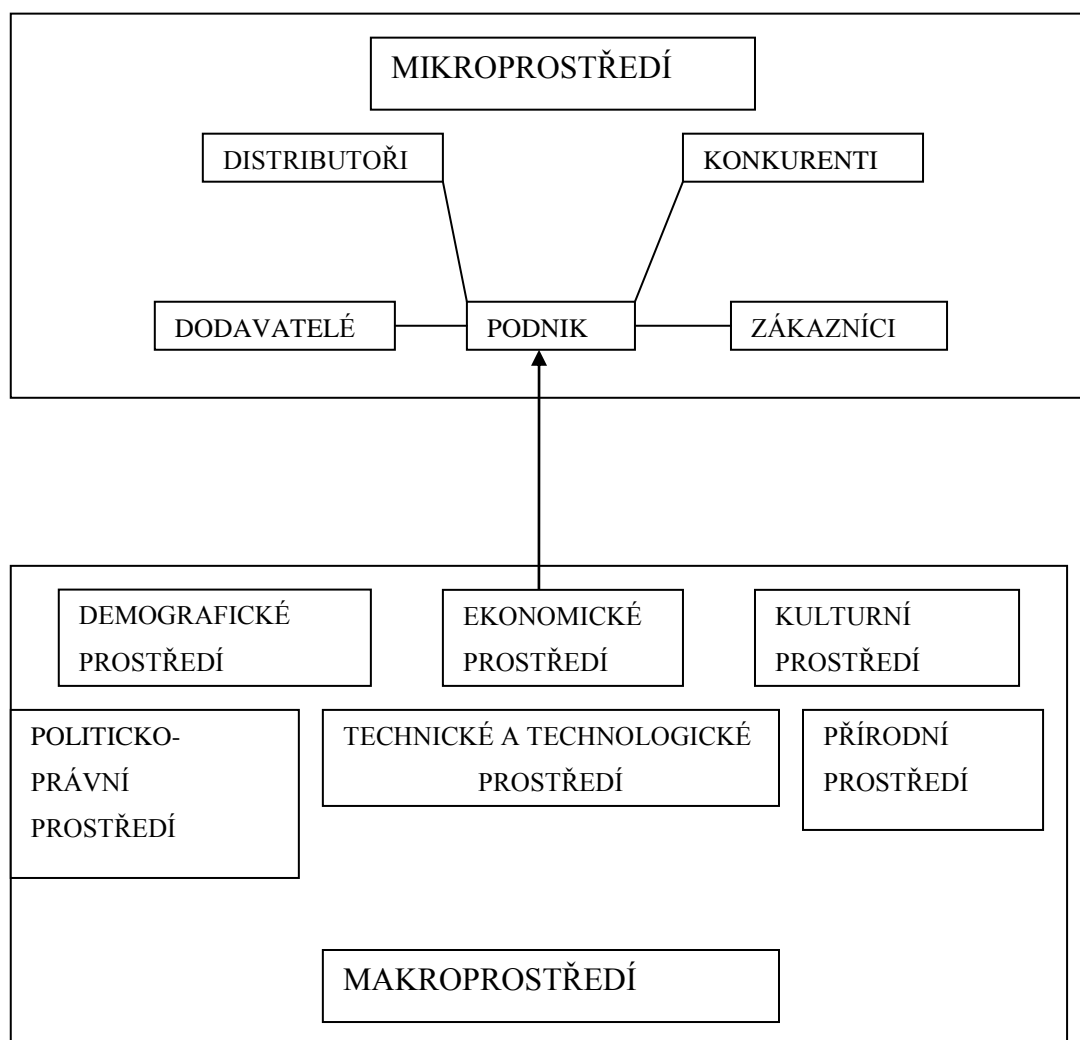 MIKROPROSTŘEDÍ
DISTRIBUTOŘI
KONKURENTI
DODAVATELÉ
PODNIK
ZÁKAZNÍCI
DEMOGRAFICKÉ
PROSTŘEDÍ
EKONOMICKÉ
PROSTŘEDÍ
KULTURNÍ
PROSTŘEDÍ
POLITICKO-
PRÁVNÍ
PROSTŘEDÍ
TECHNICKÉ A TECHNOLOGICKÉ
PROSTŘEDÍ
PŘÍRODNÍ
PROSTŘEDÍ
MAKROPROSTŘEDÍ